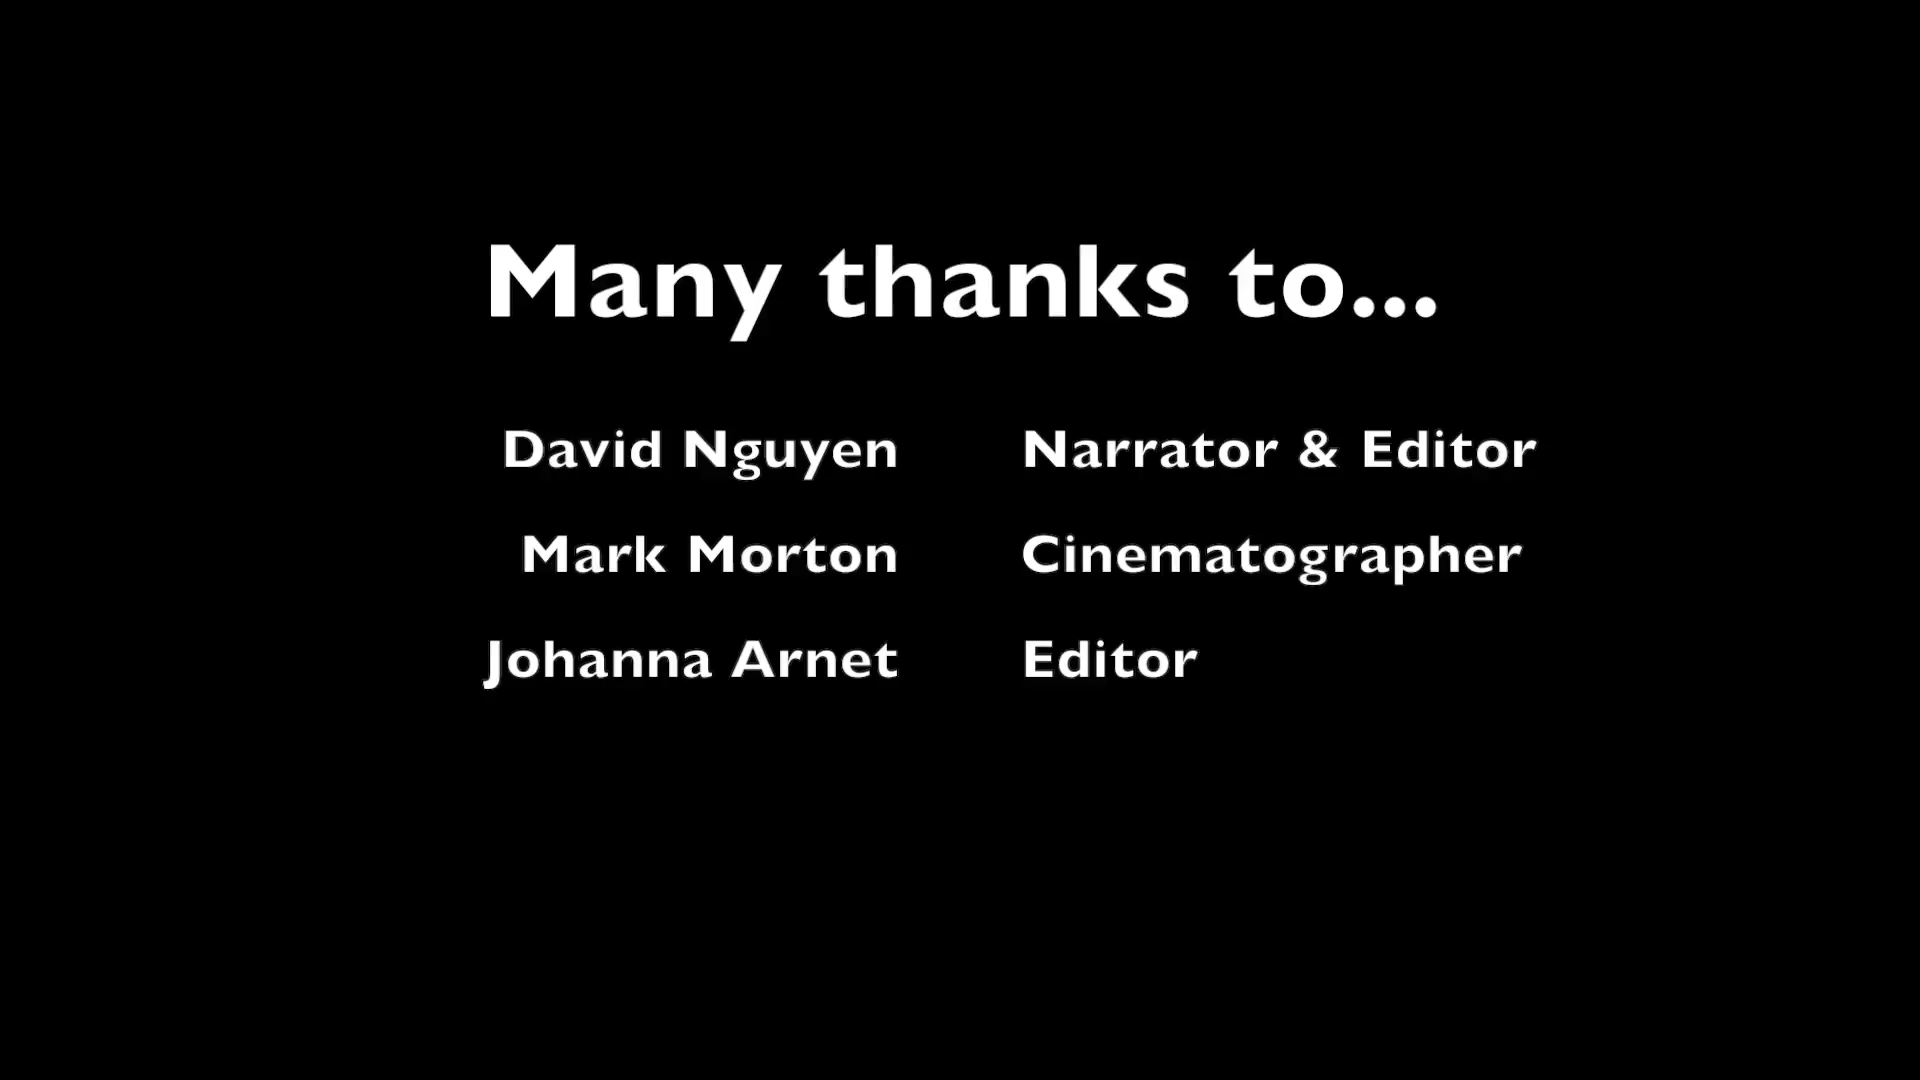 Many thanks to...
David Nguyen Narrator & Editor
Mark Morton Cinematographer
Johanna Arnet Editor